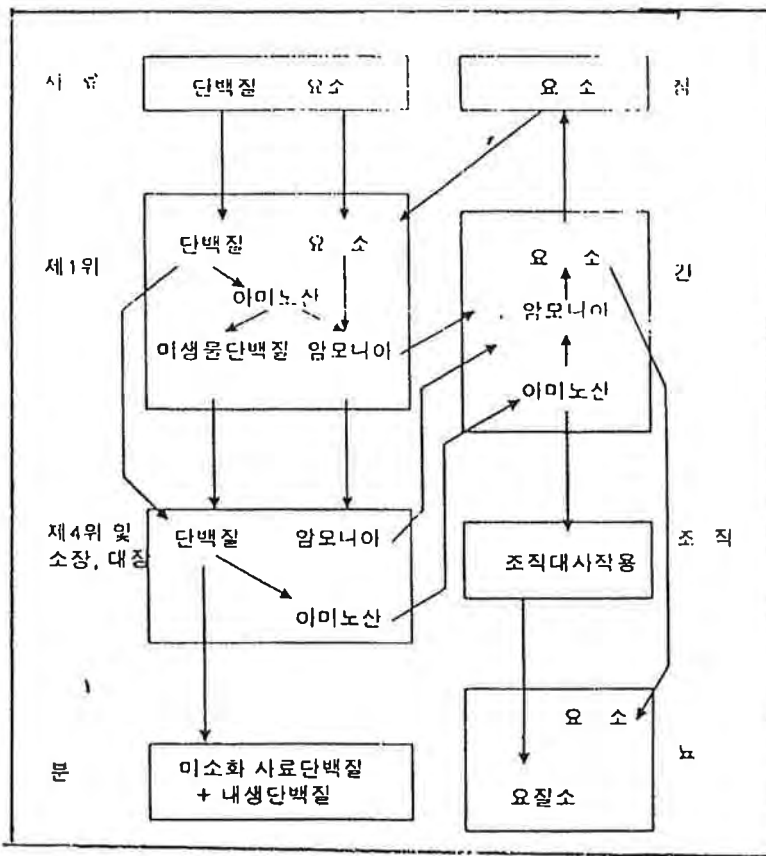 단백질 요소
요 소
제1위
단백질 요 소
아미노산
미생물단백질 암모니아
요 소
간
암모니아
아미노산
제4위 및
소장, 대장
단백질 암모니아
아미노산
조직대사작용
조 직
분
미소화 사료단백질
+ 내생단백질
요 소
요질소
뇨